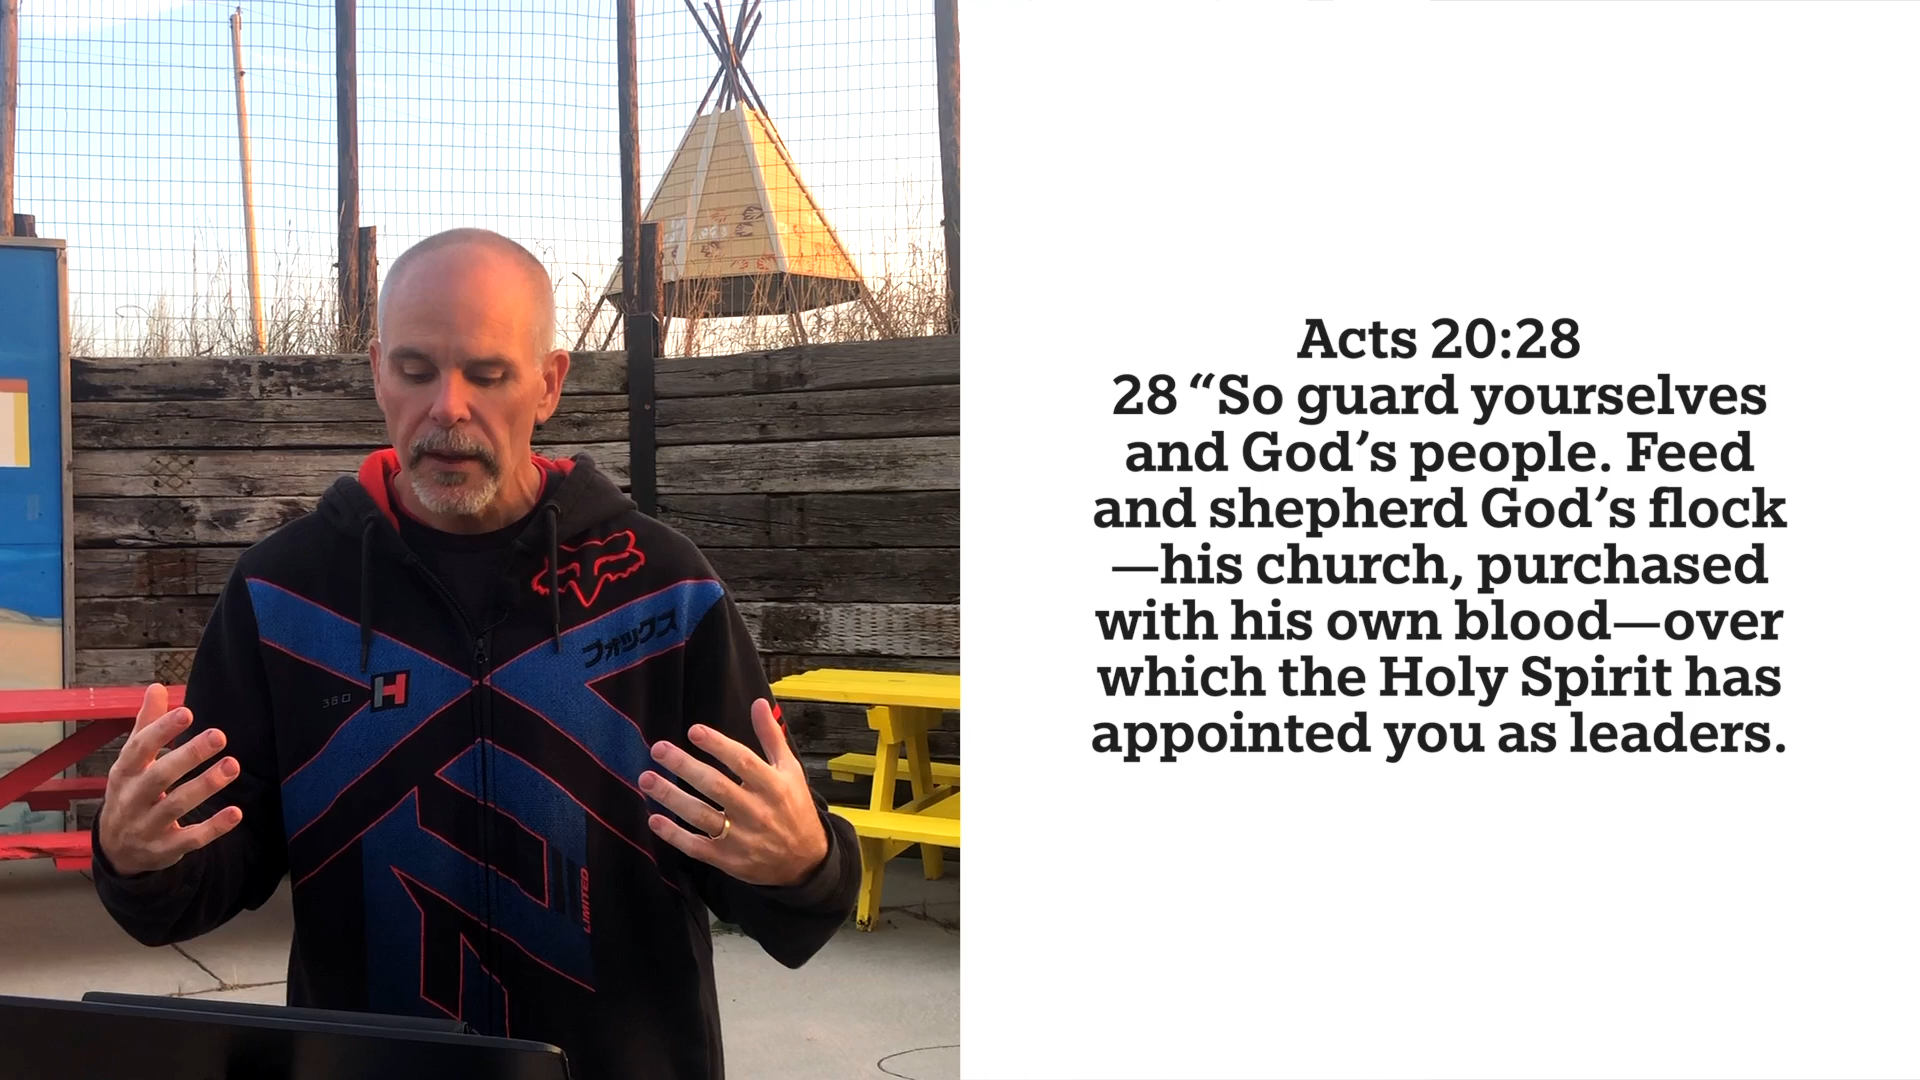 Acts 20:28
28 “So guard yourselves
and God’s people. Feed
and shepherd God’s flock
—his church, purchased
with his own blood—over
which the Holy Spirit has
appointed you as leaders.
フォックス
360 H
LIMITED